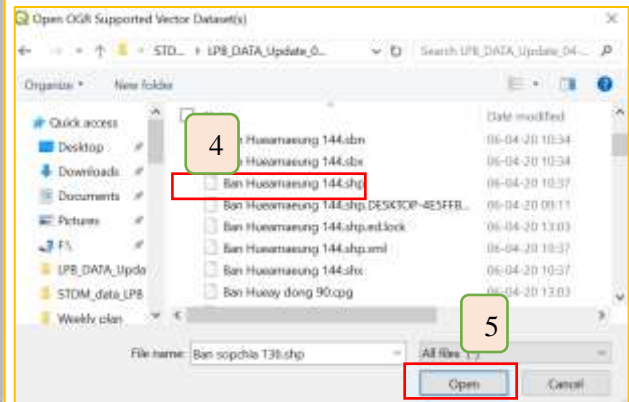 Open OGR Supported Vector Dataset(s)
STD... › LPB_DATA_Update_0... Search LPB_DATA_Update_04-...
Organize New folder
Date modified
Quick access
Desktop
Downloads
Documents
Pictures
F:\
LPB_DATA_Upda
STDM_data_LPB
Weekly plan
4
Hueamaeung 144.sbn 06-04-20 10:34
Ban Hueamaeung 144.sbx 06-04-20 10:34
Ban Hueamaeung 144.shp 06-04-20 10:37
Ban Hueamaeung 144.shp.DESKTOP-4E5FFB... 06-04-20 09:11
Ban Hueamaeung 144.shp.ed.lock 06-04-20 13:03
Ban Hueamaeung 144.shp.xml 06-04-20 10:37
Ban Hueamaeung 144.shx 06-04-20 10:37
Ban Hueay dong 90.cpg 06-04-20 13:03
5
File name: Ban sopchia 136.shp All files
Open Cancel